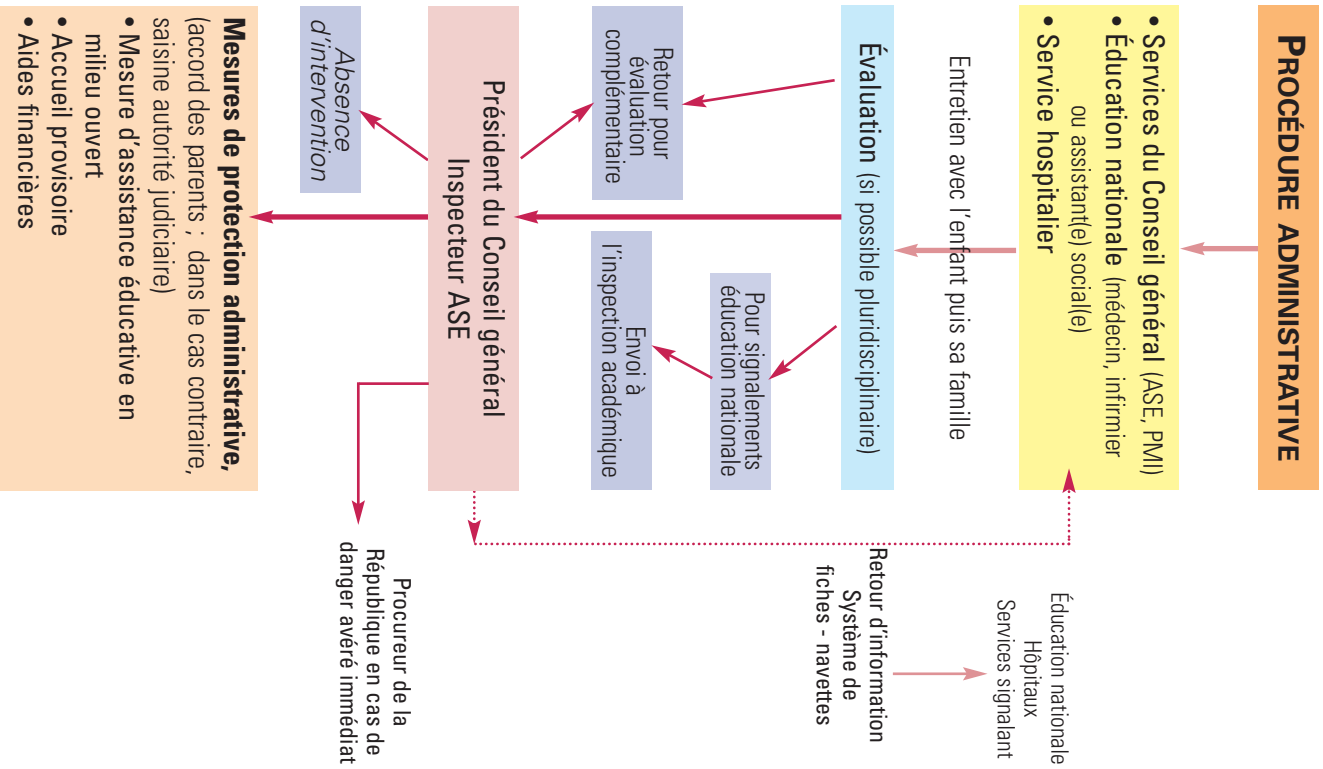 PROCÉDURE ADMINISTRATIVE
• Services du Conseil général (ASE, PMI)
• Éducation nationale (médecin, infirmier
ou assistant(e) social(e)
• Service hospitalier
Entretien avec l'enfant puis sa famille
Évaluation (si possible pluridisciplinaire)
Retour pour
évaluation
complémentaire
Pour signalements
éducation nationale
Envoi à
l'inspection académique
Président du Conseil général
Inspecteur ASE
Absence
d'intervention
Mesures de protection administrative,
(accord des parents ; dans le cas contraire,
saisine autorité judiciaire)
• Mesure d'assistance éducative en
milieu ouvert
• Accueil provisoire
• Aides financières
Éducation nationale
Hôpitaux
Services signalant
Retour d'information
Système de
fiches - navettes
Procureur de la
République en cas de
danger avéré immédiat